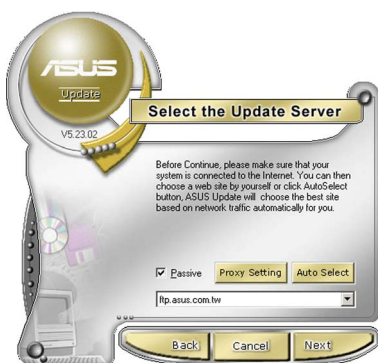 ASUS
Update
V5.23.02
Select the Update Server
Before Continue, please make sure that your
system is connected to the Internet. You can then
choose a web site by yourself or click AutoSelect
button, ASUS Update will choose the best site
based on network traffic automatically for you.
Passive
Proxy Setting
Auto Select
ftp.asus.com.tw
Back
Cancel
Next